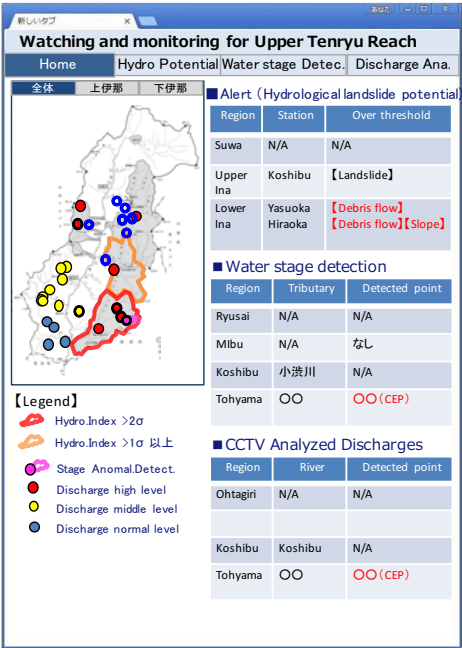 新しいタブ
×
あなた
Watching and monitoring for Upper Tenryu Reach
Home
Hydro Potential
Water stage Detec.
Discharge Ana.
全体
上伊那
下伊那
■Alert (Hydrological landslide potential)
Region Station Over threshold
Suwa N/A N/A
Upper Ina Koshibu 【Landslide】
Lower Ina Yasuoka 【Debris flow】
Hiraoka 【Debris flow】【Slope】
■Water stage detection
Region Tributary Detected point
Ryusai N/A N/A
MIbu N/A なし
Koshibu 小渋川 N/A
Tohyama 〇〇 〇〇(CEP)
【Legend】
Hydro.Index >2σ
Hydro.Index >1σ 以上
Stage Anomal.Detect.
Discharge high level
Discharge middle level
Discharge normal level
■CCTV Analyzed Discharges
Region River Detected point
Ohtagiri N/A N/A
Koshibu Koshibu N/A
Tohyama 〇〇 〇〇(CEP)